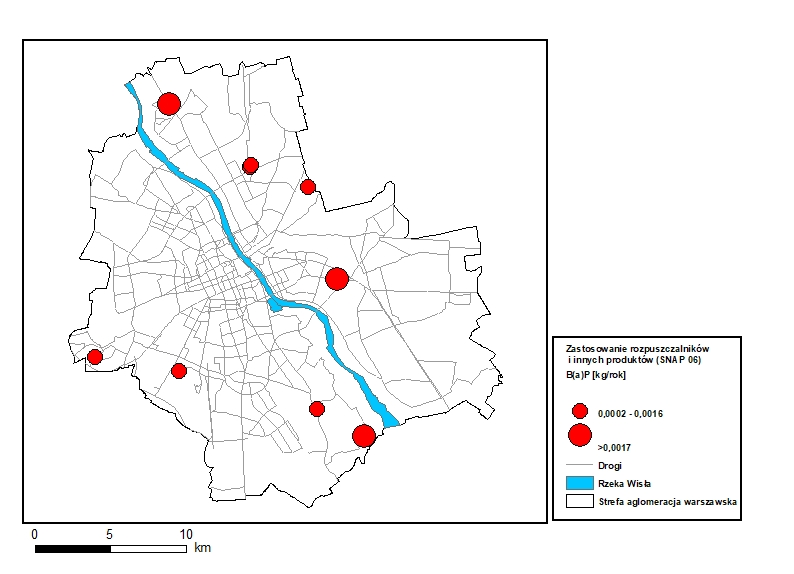 Zastosowanie rozpuszczalników
i innych produktów (SNAP 06)
B(a)P [kg/rok]
0,0002 - 0,0016
>0,0017
Drogi
Rzeka Wisła
Strefa aglomeracja warszawska
0 5 10
km